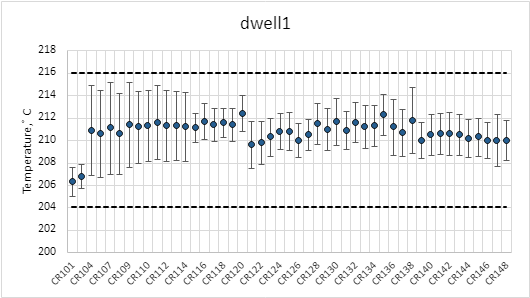 dwell1
Temperature,° C
218
216
214
212
210
208
206
204
202
200
CR101
CR104
CR107
CR109
CR110
CR112
CR114
CR116
CR118
CR120
CR122
CR124
CR126
CR128
CR130
CR132
CR134
CR136
CR138
CR140
CR142
CR144
CR146
CR148